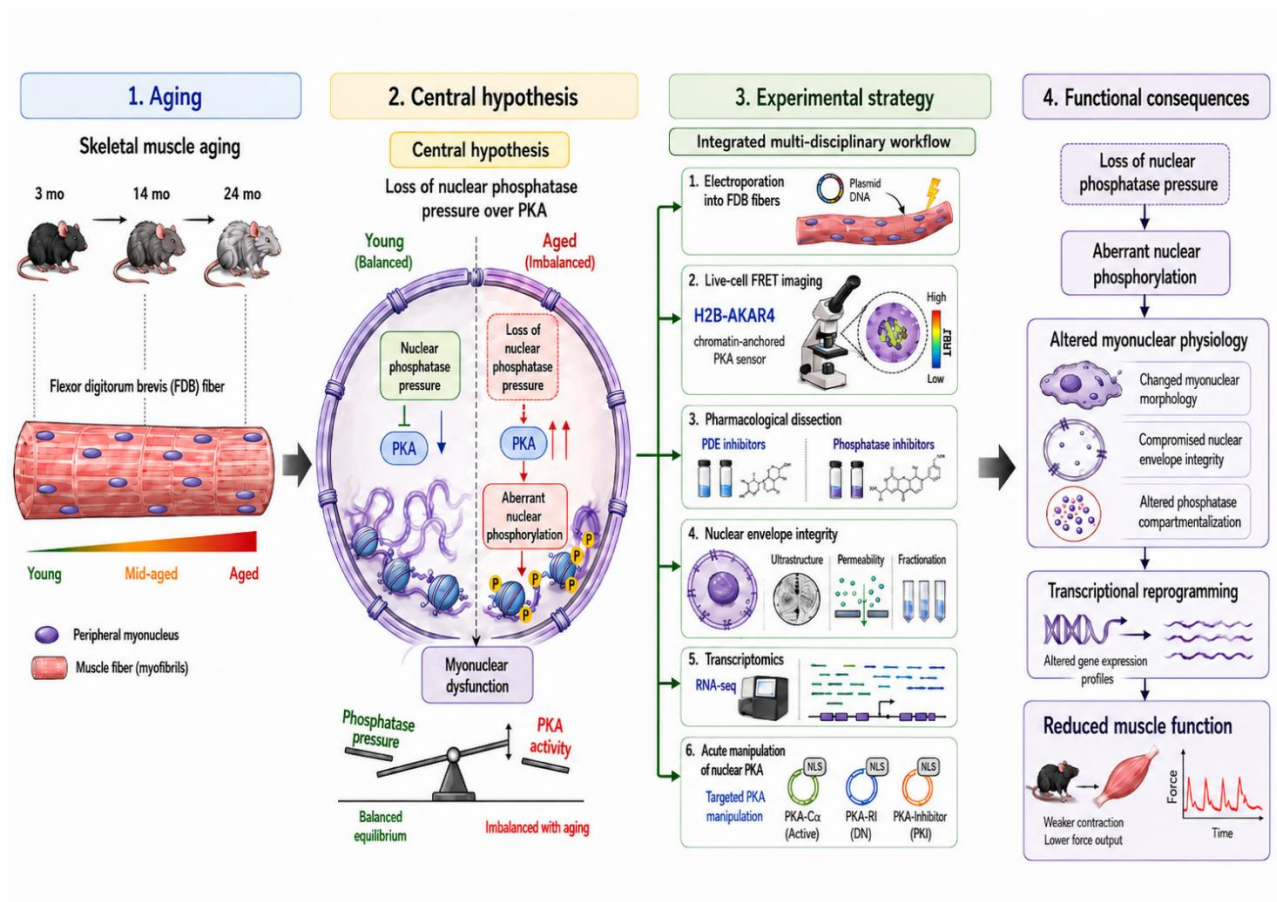 1. Aging
Skeletal muscle aging
3 mo
14 mo
24 mo
Flexor digitorum brevis (FDB) fiber
Young
Mid-aged
Aged
Peripheral myonucleus
Muscle fiber (myofibrils)
2. Central hypothesis
Central hypothesis
Loss of nuclear phosphatase
pressure over PKA
Young
(Balanced)
Aged
(Imbalanced)
Nuclear
phosphatase
pressure
PKA
Loss of
nuclear
phosphatase
pressure
PKA
Aberrant
nuclear
phosphorylation
P
P
P
P
P
P
Myonuclear
dysfunction
Phosphatase
pressure
PKA
activity
Balanced
equilibrium
Imbalanced with aging
3. Experimental strategy
Integrated multi-disciplinary workflow
1. Electroporation
into FDB fibers
Plasmid
DNA
2. Live-cell FRET imaging
H2B-AKAR4
chromatin-anchored
PKA sensor
High
Low
3. Pharmacological dissection
PDE inhibitors
Phosphatase inhibitors
4. Nuclear envelope integrity
Ultrastructure
Permeability
Fractionation
5. Transcriptomics
RNA-seq
6. Acute manipulation
of nuclear PKA
Targeted PKA
manipulation
NLS
NLS
NLS
PKA-Cα
(Active)
PKA-RI
(DN)
PKA-Inhibitor
(PKI)
4. Functional consequences
Loss of nuclear
phosphatase pressure
Aberrant nuclear
phosphorylation
Altered myonuclear physiology
Changed myonuclear
morphology
Compromised nuclear
envelope integrity
Altered phosphatase
compartmentalization
Transcriptional reprogramming
Altered gene expression
profiles
Reduced muscle function
Weaker contraction
Lower force output
Force
Time